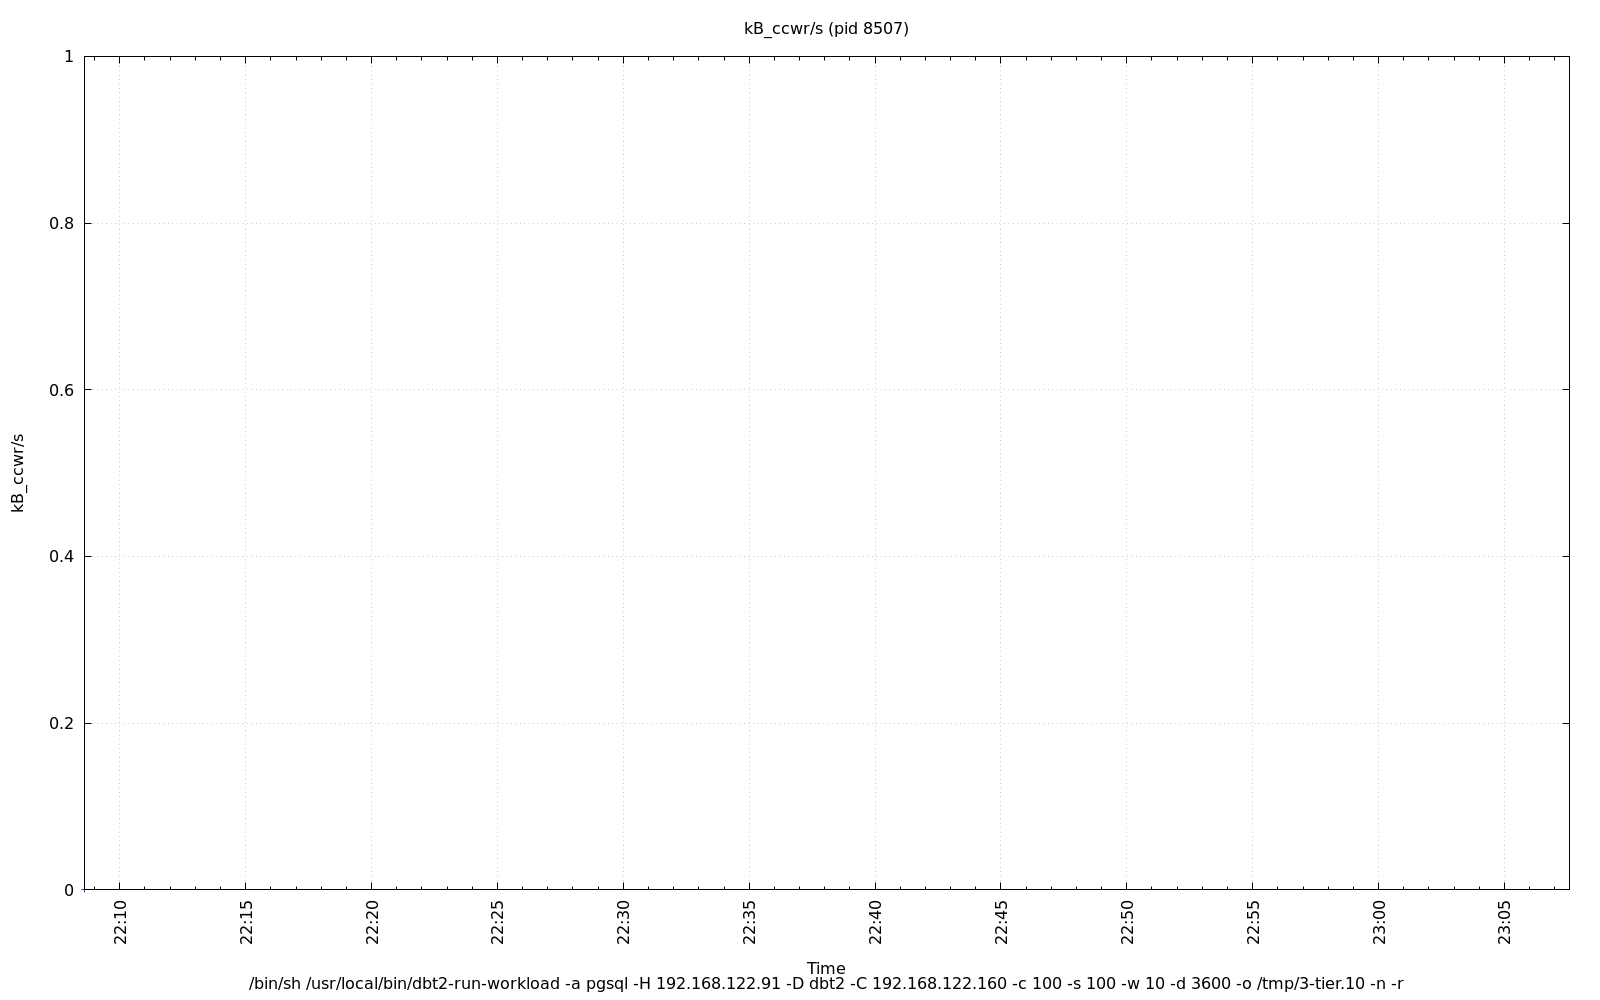 kB_ccwr/s (pid 8507)
1
0.8
0.6
0.4
0.2
0
kB_ccwr/s
22:10 22:15 22:20 22:25 22:30 22:35 22:40 22:45 22:50 22:55 23:00 23:05
Time
/bin/sh /usr/local/bin/dbt2-run-workload -a pgsql -H 192.168.122.91 -D dbt2 -C 192.168.122.160 -c 100 -s 100 -w 10 -d 3600 -o /tmp/3-tier.10 -n -r